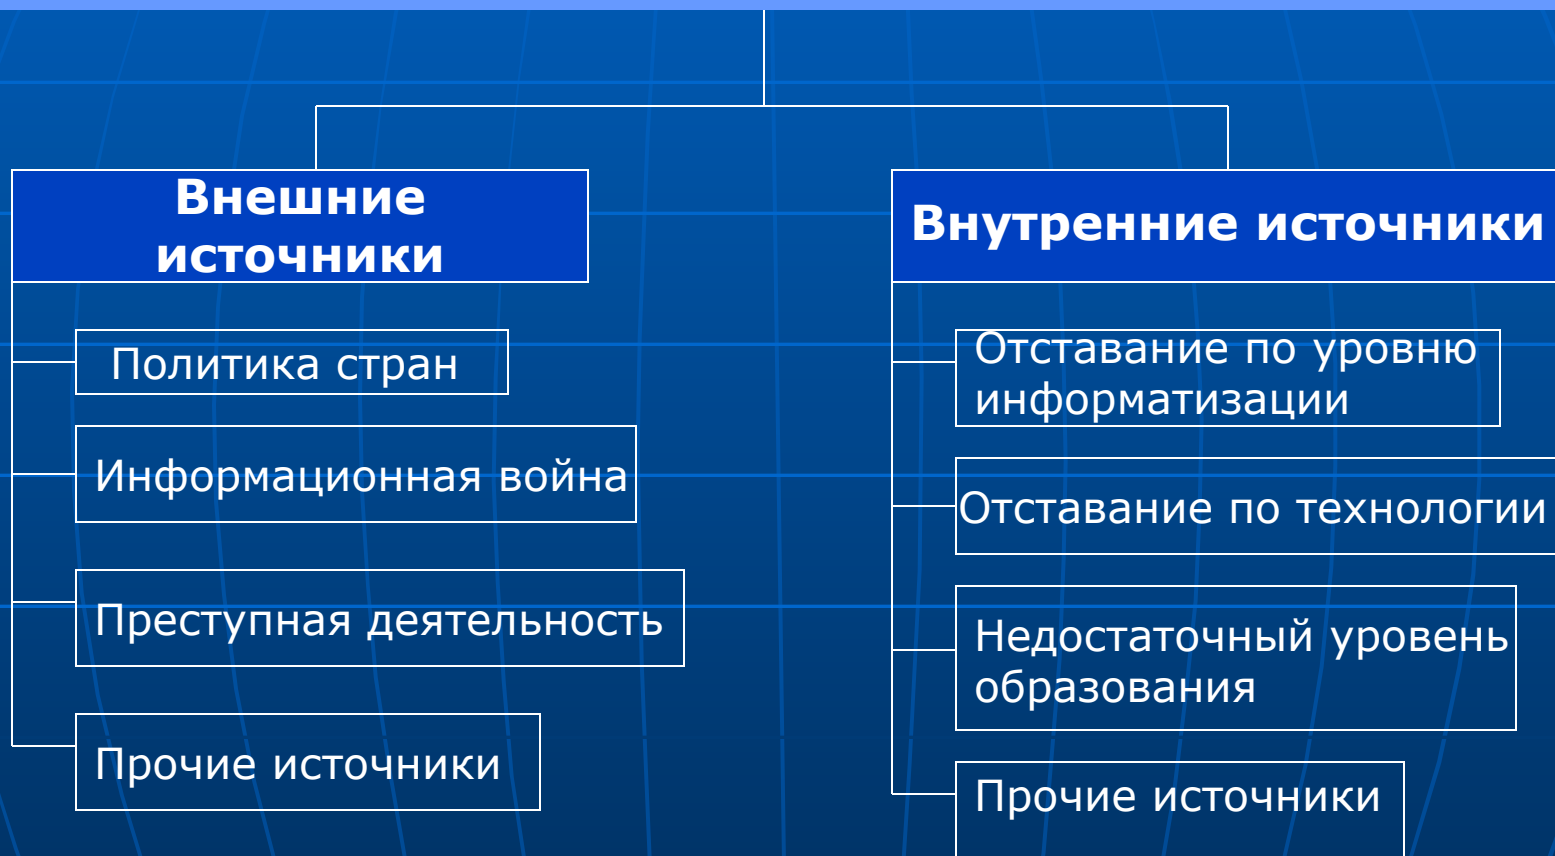 Внешние
источники
Политика стран
Информационная война
Преступная деятельность
Прочие источники
Внутренние источники
Отставание по уровню
информатизации
Отставание по технологии
Недостаточный уровень
образования
Прочие источники